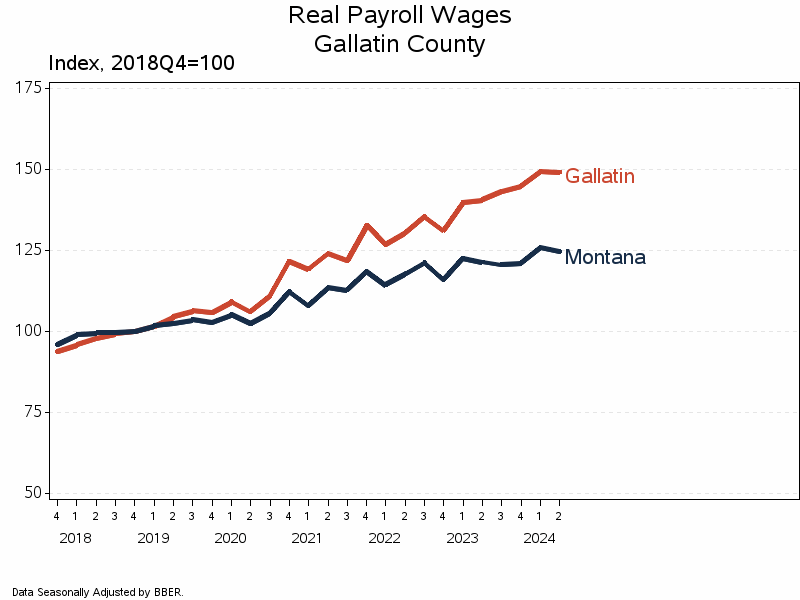 Real Payroll Wages
Gallatin County
Index, 2018Q4=100
175
150
Gallatin
125
Montana
100
75
50
4 1 2 3 4 1 2 3 4 1 2 3 4 1 2 3 4 1 2 3 4 1 2 3 4 1 2
2018 2019 2020 2021 2022 2023 2024
Data Seasonally Adjusted by BBER.